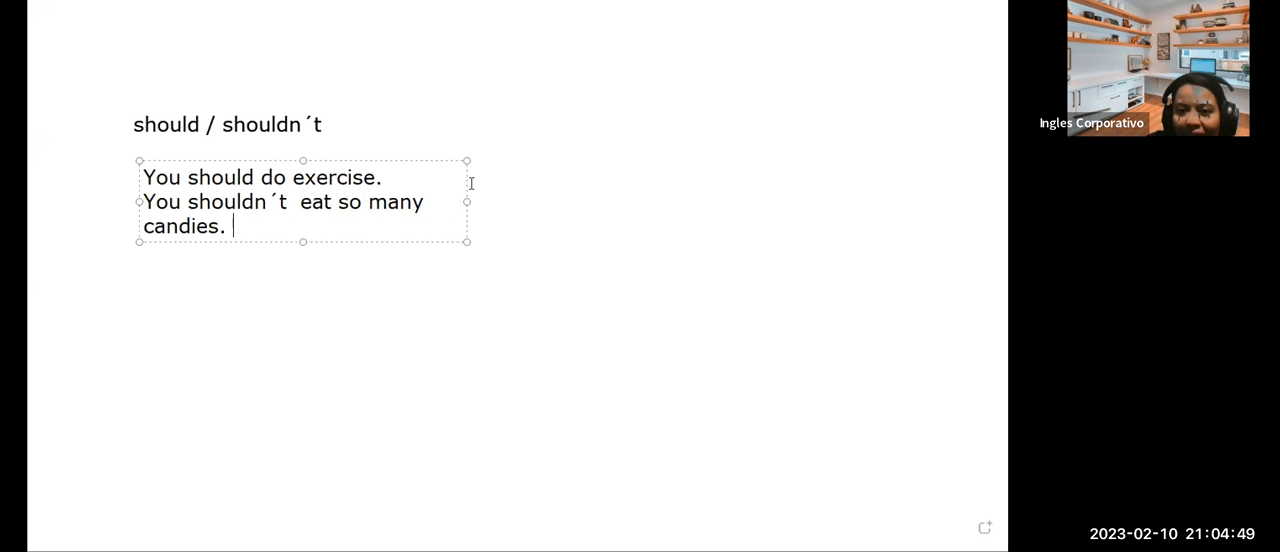 should / shouldn´t
You should do exercise.
You shouldn´t  eat so many
candies.
Ingles Corporativo
2023-02-10 21:04:49